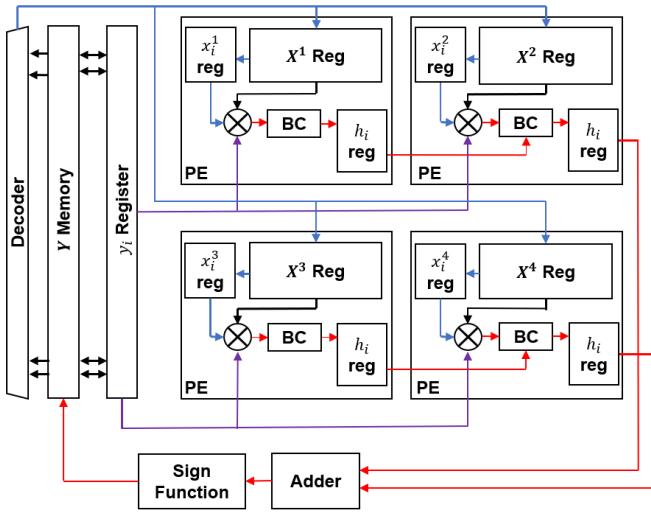 Decoder
Y Memory
y_i Register
x_i^1
reg
X^1 Reg
BC
h_i
reg
PE
x_i^2
reg
X^2 Reg
BC
h_i
reg
PE
x_i^3
reg
X^3 Reg
BC
h_i
reg
PE
x_i^4
reg
X^4 Reg
BC
h_i
reg
PE
Sign
Function
Adder